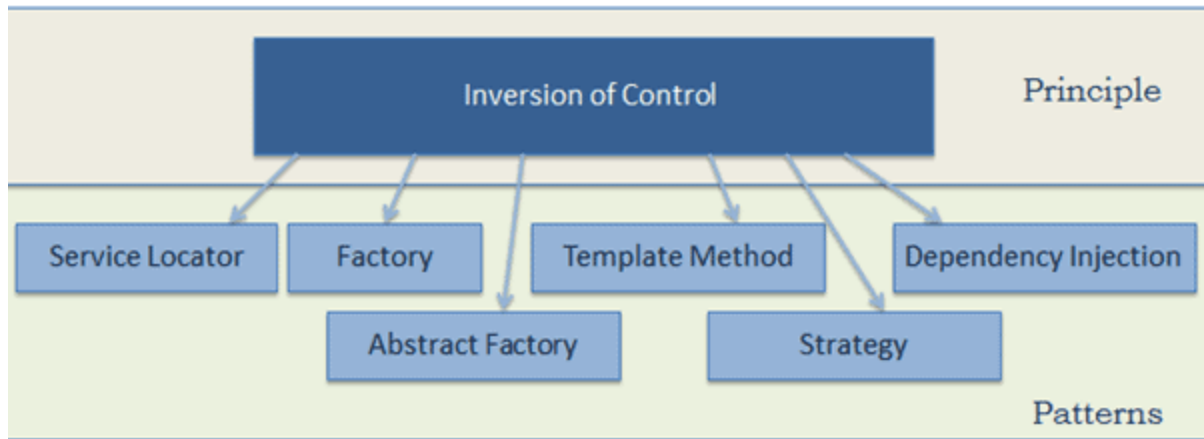 Inversion of Control
Principle
Service Locator
Factory
Template Method
Dependency Injection
Abstract Factory
Strategy
Patterns